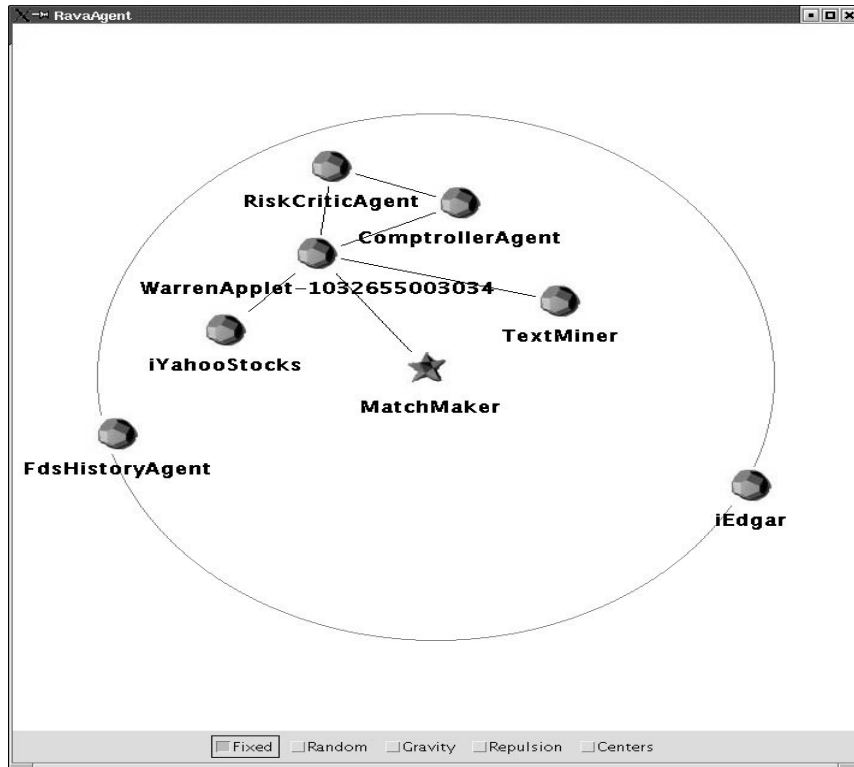 RavaAgent
RiskCriticAgent
ComptrollerAgent
WarrenApplet-1032655003034
TextMiner
iYahooStocks
MatchMaker
FdsHistoryAgent
iEdgar
Fixed Random Gravity Repulsion Centers